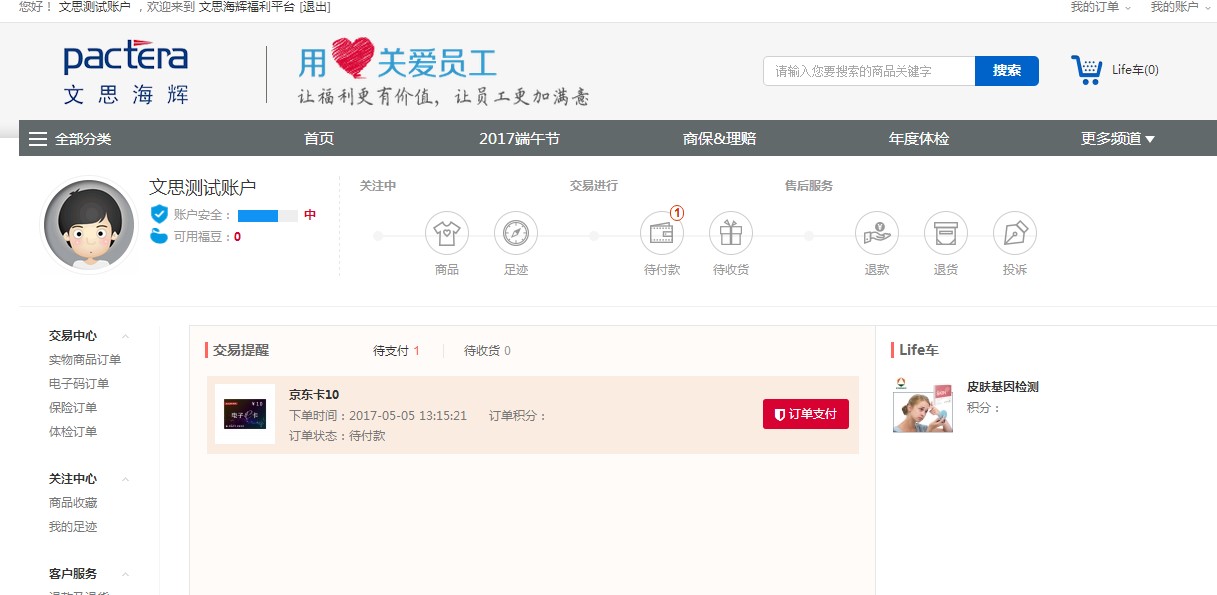 您好！ 文思测试账户 ，欢迎来到 文思海辉福利平台 [退出]
我的订单 我的账户
pactera
文思海辉
用 关爱员工
让福利更有价值，让员工更加满意
请输入您要搜索的商品关键字
搜索
Life车(0)
全部分类 首页 2017端午节 商保&理赔 年度体检 更多频道
文思测试账户
账户安全： 中
可用福豆：0
关注中 交易进行 售后服务
1
商品 足迹 待付款 待收货 退款 退货 投诉
交易中心
实物商品订单
电子码订单
保险订单
体检订单
关注中心
商品收藏
我的足迹
客户服务
退款及退货
交易提醒 待支付 1 待收货 0
京东卡10
下单时间：2017-05-05 13:15:21 订单积分：
订单状态：待付款
订单支付
Life车
皮肤基因检测
积分：